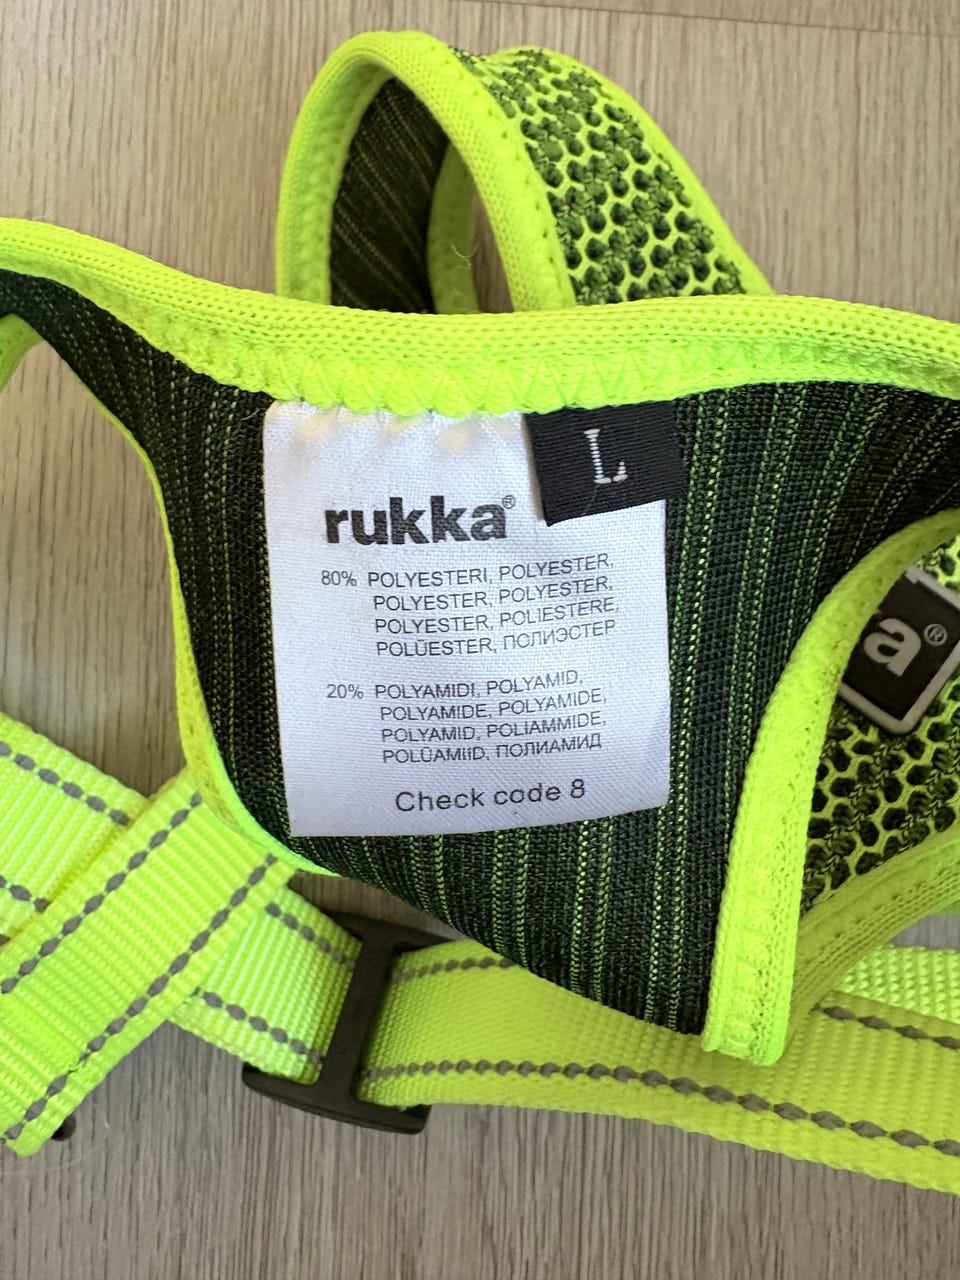 L
rukka®
80% POLYESTERI, POLYESTER,
POLYESTER, POLYESTER,
POLYESTER, POLIESTERE,
POLÜESTER, ПОЛИЭСТЕР
20% POLYAMIDI, POLYAMID,
POLYAMIDE, POLYAMIDE,
POLYAMID, POLIAMMIDE,
POLÜAMIID, ПОЛИАМИД
Check code 8
a®